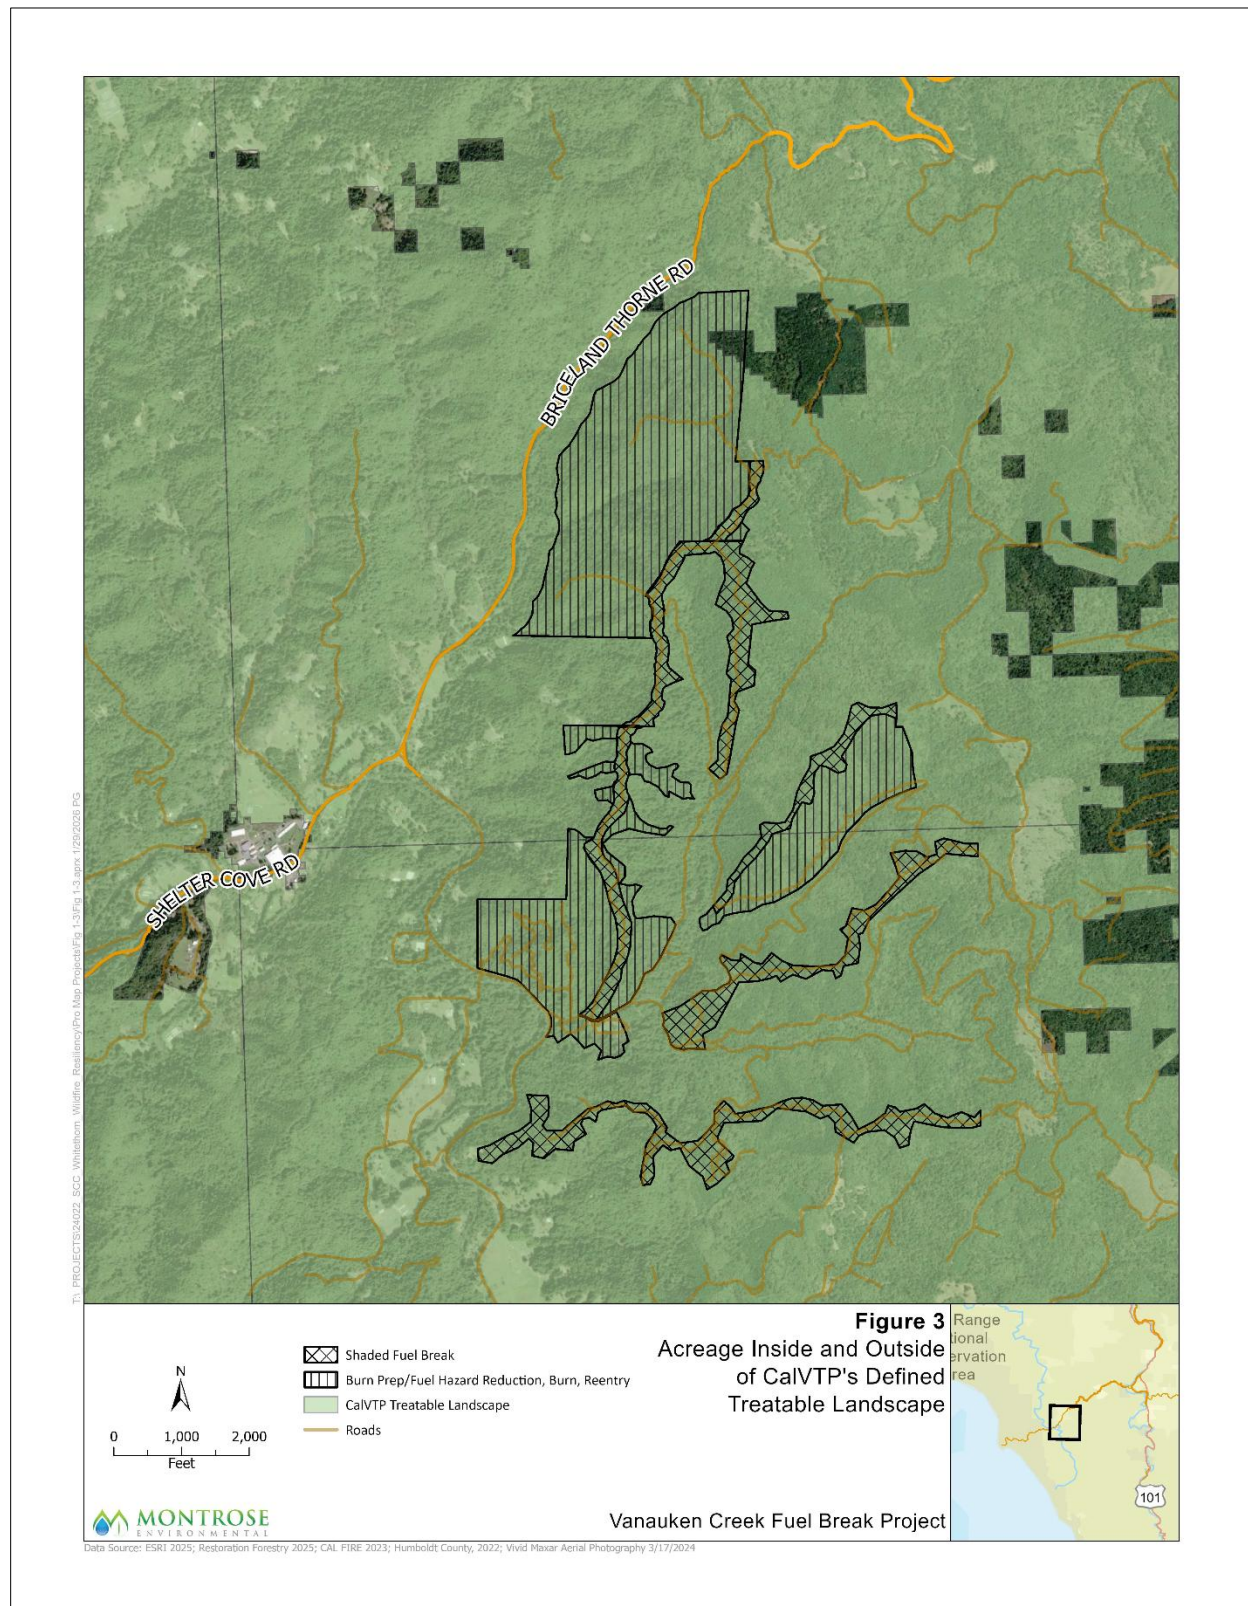 BRICELAND THORNE RD
SHELTER COVE RD
T:\_PROJECTS\24022_SCC_Whitethorn_Wildfire_Resiliency\Pro Map Projects\Fig 1-3\Fig 1-3.aprx 1/29/2026 PG
N
0 1,000 2,000
Feet
Shaded Fuel Break
Burn Prep/Fuel Hazard Reduction, Burn, Reentry
CalVTP Treatable Landscape
Roads
Figure 3
Acreage Inside and Outside
of CalVTP's Defined
Treatable Landscape
Range
tional
ervation
rea
101
MONTROSE
ENVIRONMENTAL
Vanauken Creek Fuel Break Project
Data Source: ESRI 2025; Restoration Forestry 2025; CAL FIRE 2023; Humboldt County, 2022; Vivid Maxar Aerial Photography 3/17/2024